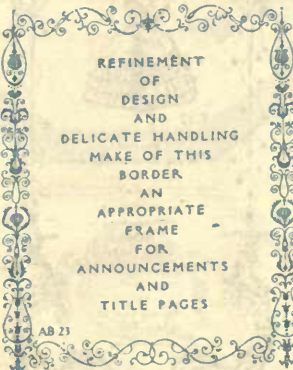 REFINEMENT
OF
DESIGN
AND
DELICATE HANDLING
MAKE OF THIS
BORDER
AN
APPROPRIATE
FRAME
FOR
ANNOUNCEMENTS
AND
TITLE PAGES
AB 23